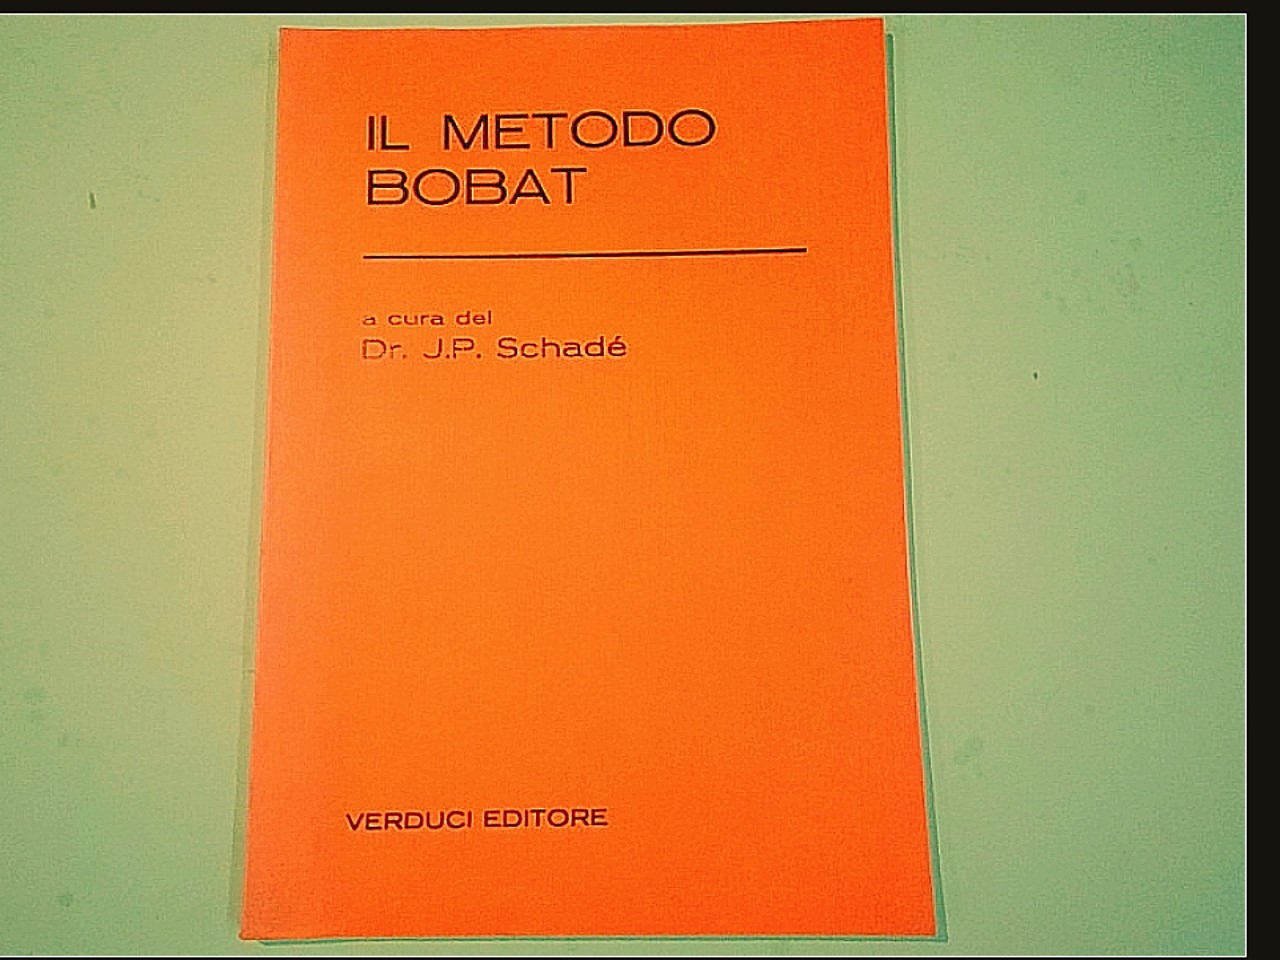 IL METODO
BOBAT
a cura del
Dr. J.P. Schadé
VERDUCI EDITORE